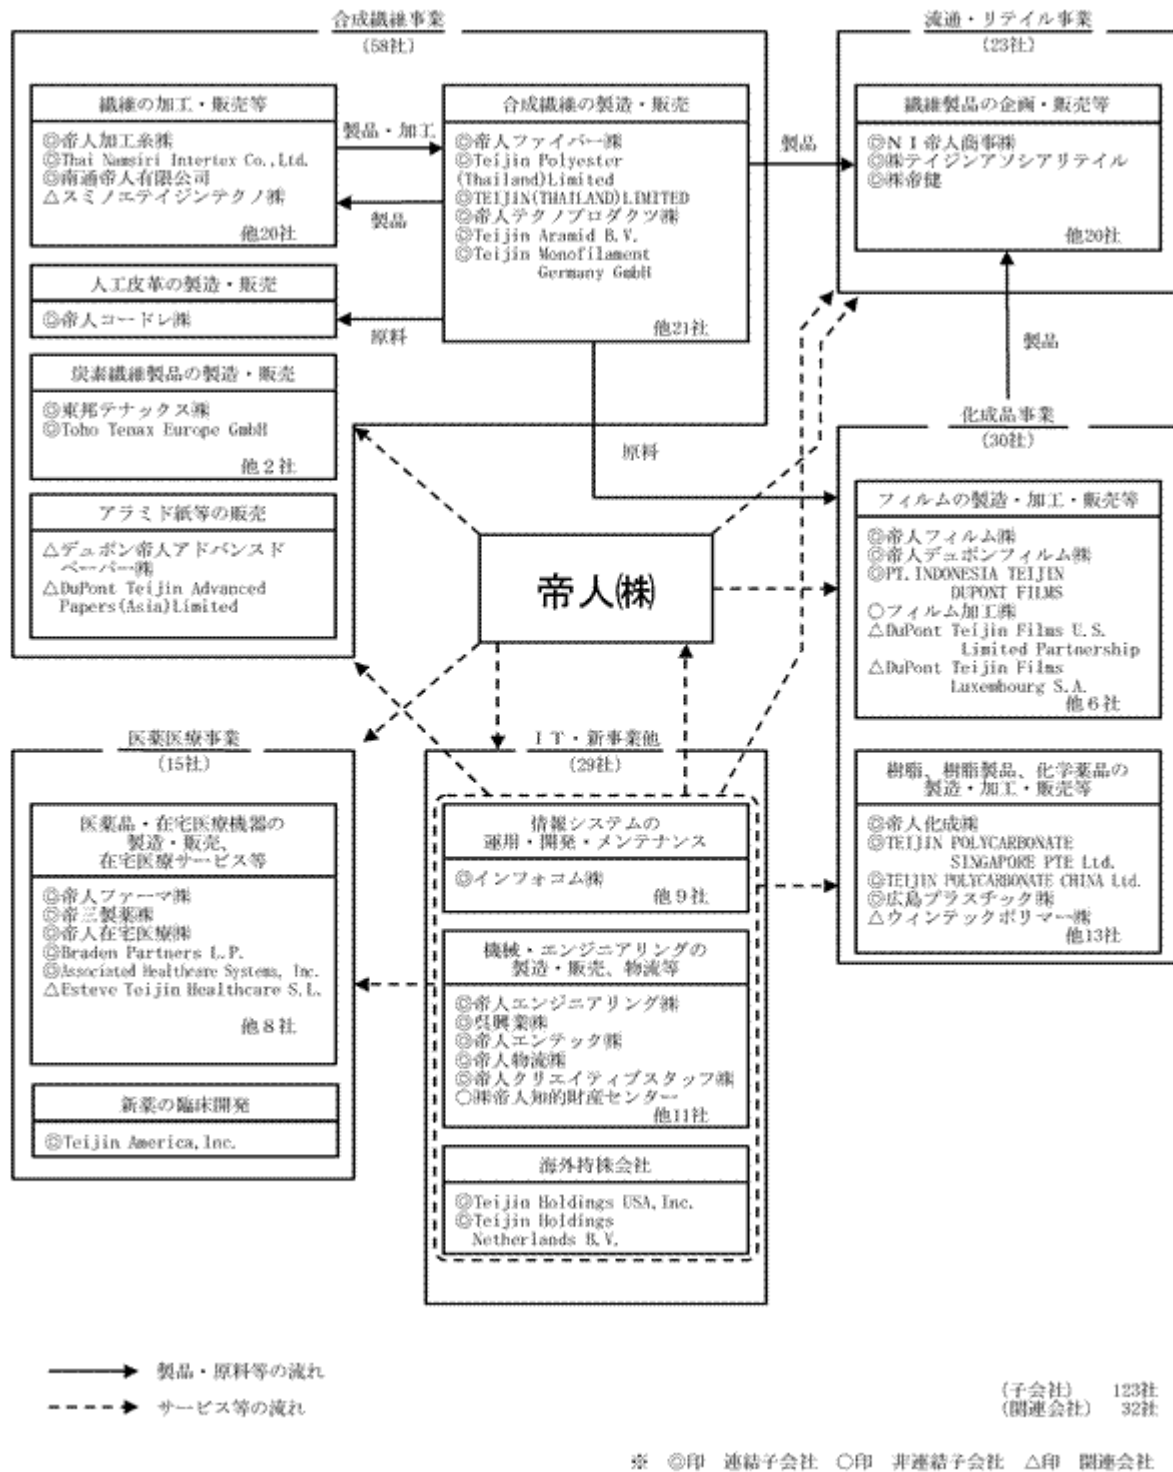 合成繊維事業
(58社)
繊維の加工・販売等
◎帝人加工糸㈱
◎Thai Namsiri Intertex Co.,Ltd.
◎南通帝人有限公司
△スミノエテイジンテクノ㈱
他20社
製品・加工
製品
合成繊維の製造・販売
◎帝人ファイバー㈱
◎Teijin Polyester
(Thailand)Limited
◎TEIJIN(THAILAND)LIMITED
◎帝人テクノプロダクツ㈱
◎Teijin Aramid B.V.
◎Teijin Monofilament
Germany GmbH
他21社
人工皮革の製造・販売
◎帝人コードレ㈱
原料
炭素繊維製品の製造・販売
◎東邦テナックス㈱
◎Toho Tenax Europe GmbH
他2社
アラミド紙等の販売
△デュポン帝人アドバンスド
ペーパー㈱
△DuPont Teijin Advanced
Papers(Asia)Limited
製品
流通・リテイル事業
(23社)
繊維製品の企画・販売等
◎NI帝人商事㈱
◎㈱テイジンアソシアリテイル
◎㈱帝健
他20社
製品
原料
帝人㈱
化成品事業
(30社)
フィルムの製造・加工・販売等
◎帝人フィルム㈱
◎帝人デュポンフィルム㈱
◎PT.INDONESIA TEIJIN
DUPONT FILMS
○フィルム加工㈱
△DuPont Teijin Films U.S.
Limited Partnership
△DuPont Teijin Films
Luxembourg S.A.
他6社
樹脂、樹脂製品、化学薬品の
製造・加工・販売等
◎帝人化成㈱
◎TEIJIN POLYCARBONATE
SINGAPORE PTE Ltd.
◎TEIJIN POLYCARBONATE CHINA Ltd.
◎広島プラスチック㈱
△ウィンテックポリマー㈱
他13社
医薬医療事業
(15社)
医薬品・在宅医療機器の
製造・販売、
在宅医療サービス等
◎帝人ファーマ㈱
◎帝三製薬㈱
◎帝人在宅医療㈱
◎Braden Partners L.P.
◎Associated Healthcare Systems, Inc.
△Esteve Teijin Healthcare S.L.
他8社
新薬の臨床開発
◎Teijin America,Inc.
IT・新事業他
(29社)
情報システムの
運用・開発・メンテナンス
◎インフォコム㈱
他9社
機械・エンジニアリングの
製造・販売、物流等
◎帝人エンジニアリング㈱
◎呉興業㈱
◎帝人エンテック㈱
◎帝人物流㈱
◎帝人クリエイティブスタッフ㈱
○㈱帝人知的財産センター
他11社
海外持株会社
◎Teijin Holdings USA,Inc.
◎Teijin Holdings
Netherlands B.V.
製品・原料等の流れ
サービス等の流れ
(子会社) 123社
(関連会社) 32社
※ ◎印 連結子会社 ○印 非連結子会社 △印 関連会社